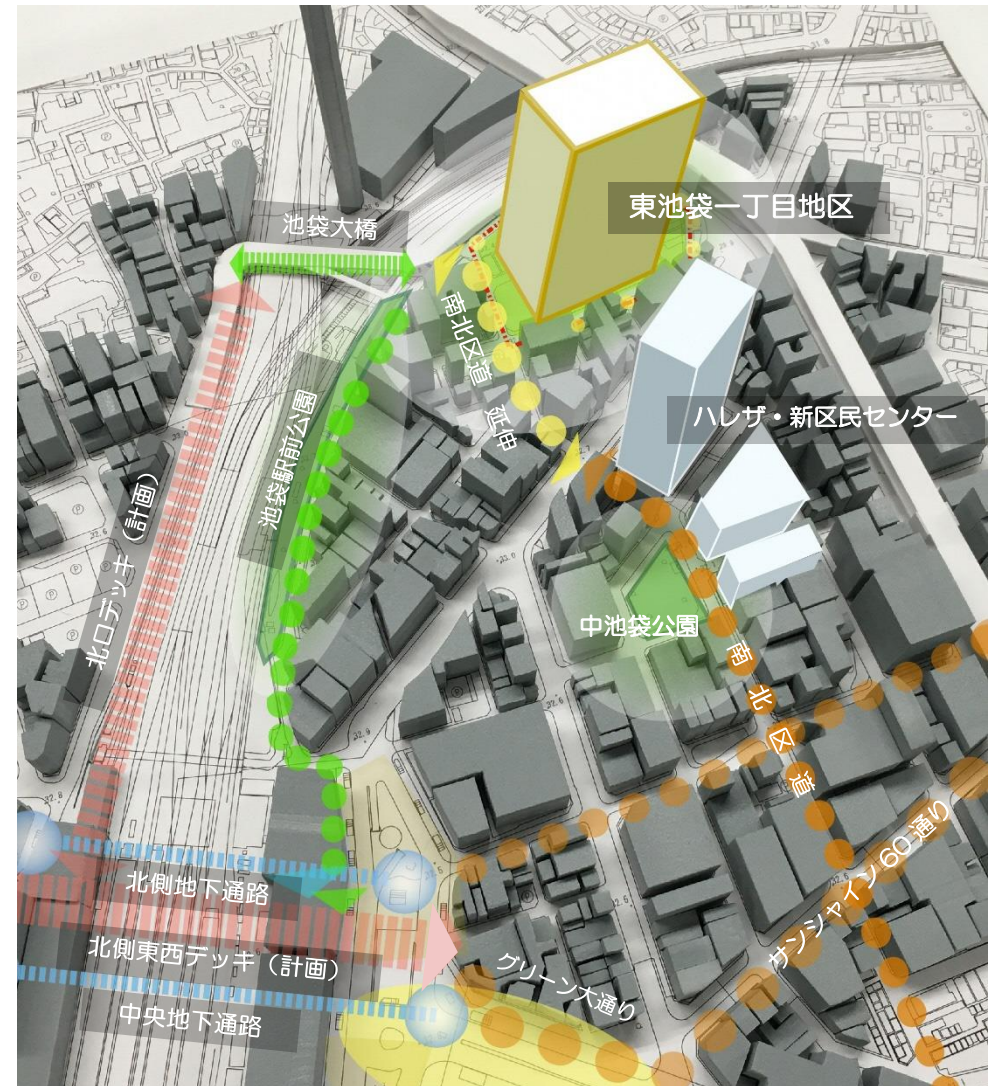 池袋大橋
東池袋一丁目地区
南北区道
延伸
池袋駅前公園
ハレザ・新区民センター
北口デッキ（計画）
中池袋公園
南北区道
サンシャイン60通り
北側地下通路
北側東西デッキ（計画）
グリーン大通り
中央地下通路